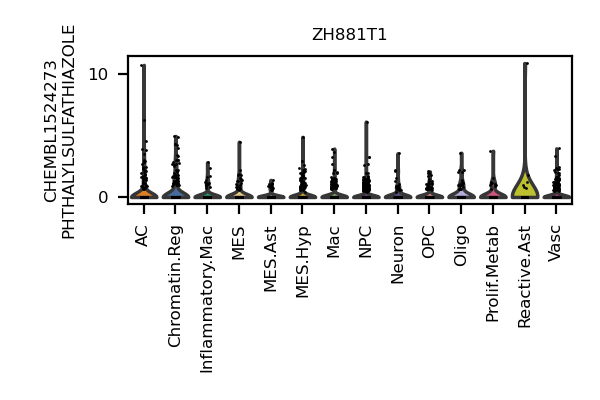 ZH881T1
CHEMBL1524273
PHTHALYLSULFATHIAZOLE
10
0
AC
Chromatin.Reg
Inflammatory.Mac
MES
MES.Ast
MES.Hyp
Mac
NPC
Neuron
OPC
Oligo
Prolif.Metab
Reactive.Ast
Vasc